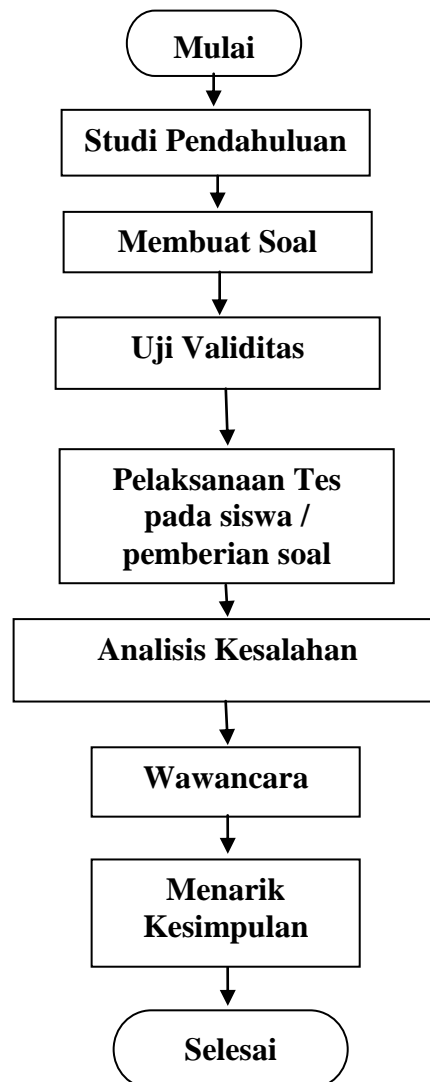 Mulai
Studi Pendahuluan
Membuat Soal
Uji Validitas
Pelaksanaan Tes
pada siswa /
pemberian soal
Analisis Kesalahan
Wawancara
Menarik
Kesimpulan
Selesai